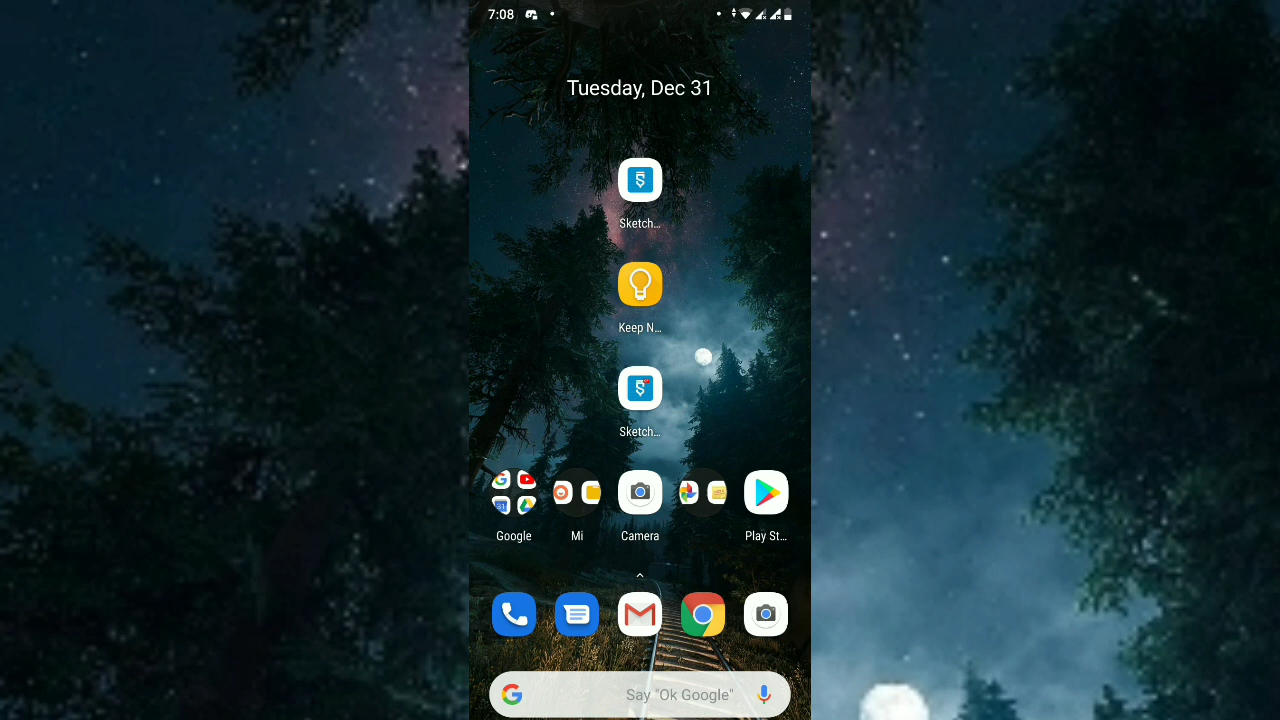 7:08
Tuesday, Dec 31
Sketch...
Keep N...
Sketch...
Google
Mi
Camera
Play St...
Say "Ok Google"